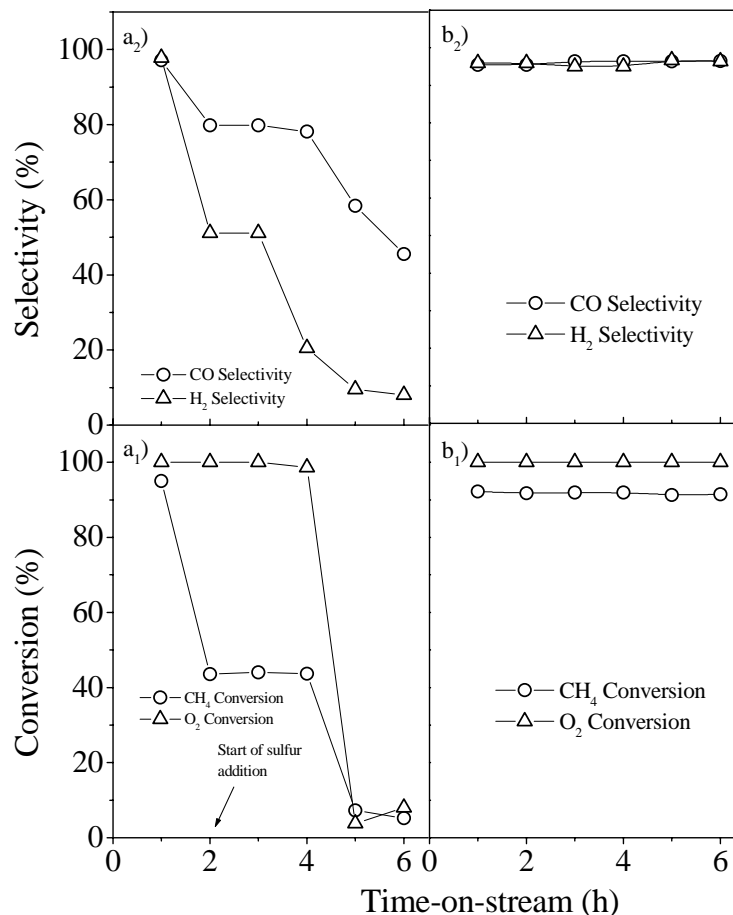 a₂)
b₂)
100
80
60
40
20
0
Selectivity (%)
CO Selectivity
H₂ Selectivity
CO Selectivity
H₂ Selectivity
a₁)
b₁)
100
80
60
40
20
0
Conversion (%)
CH₄ Conversion
O₂ Conversion
Start of sulfur
addition
CH₄ Conversion
O₂ Conversion
0 2 4 6 0 2 4 6
Time-on-stream (h)